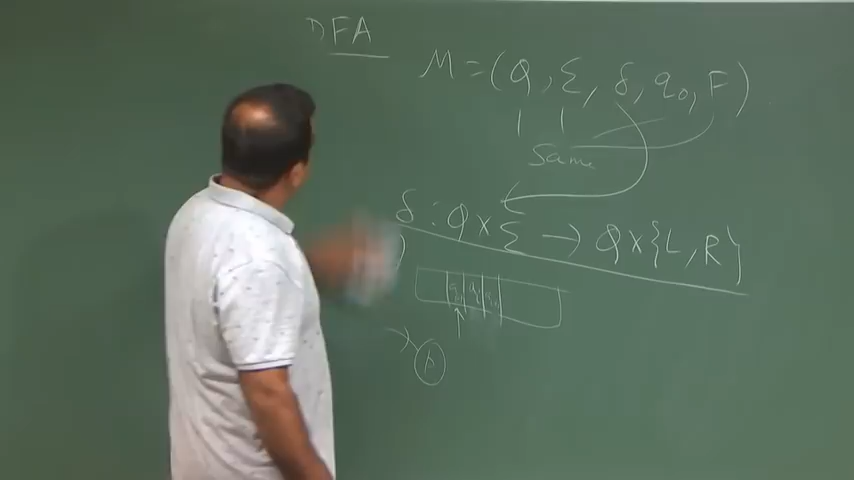 DFA
M = (Q, Σ, δ, q₀, F)
Same
δ : Q × Σ → Q × {L, R}